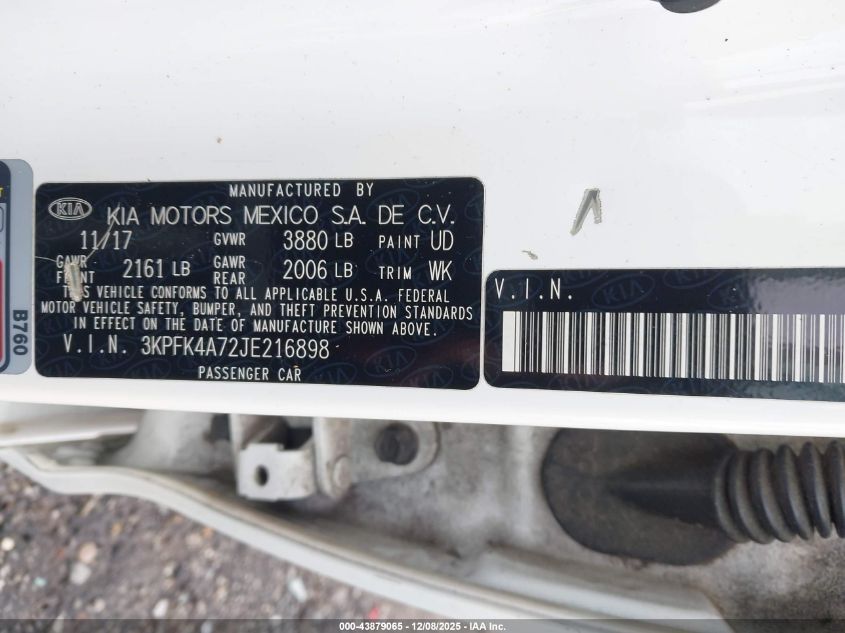 MANUFACTURED BY
KIA KIA MOTORS MEXICO S.A. DE C.V.
11/17 GVWR 3880 LB PAINT UD
GAWR FRONT 2161 LB GAWR REAR 2006 LB TRIM WK
THIS VEHICLE CONFORMS TO ALL APPLICABLE U.S.A. FEDERAL
MOTOR VEHICLE SAFETY, BUMPER, AND THEFT PREVENTION STANDARDS
IN EFFECT ON THE DATE OF MANUFACTURE SHOWN ABOVE.
V.I.N. 3KPFK4A72JE216898
PASSENGER CAR
V.I.N.
B760
000-43879065 - 12/08/2025 - IAA Inc.